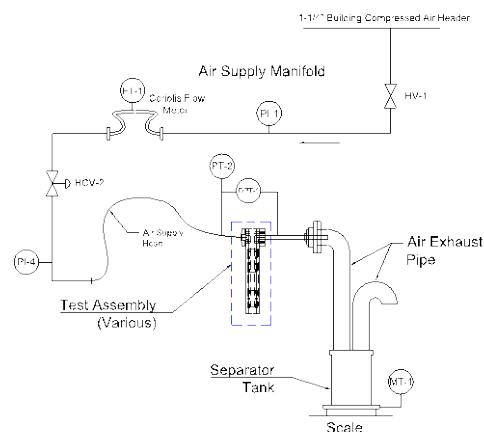 1-1/4" Building Compressed Air Header
Air Supply Manifold
FT-1
Coriolis Flow
Meter
HV-1
PI-1
PT-2
HCV-2
Air Supply
Hose
PI-4
Air Exhaust
Pipe
Test Assembly
(Various)
Separator
Tank
MT-1
Scale